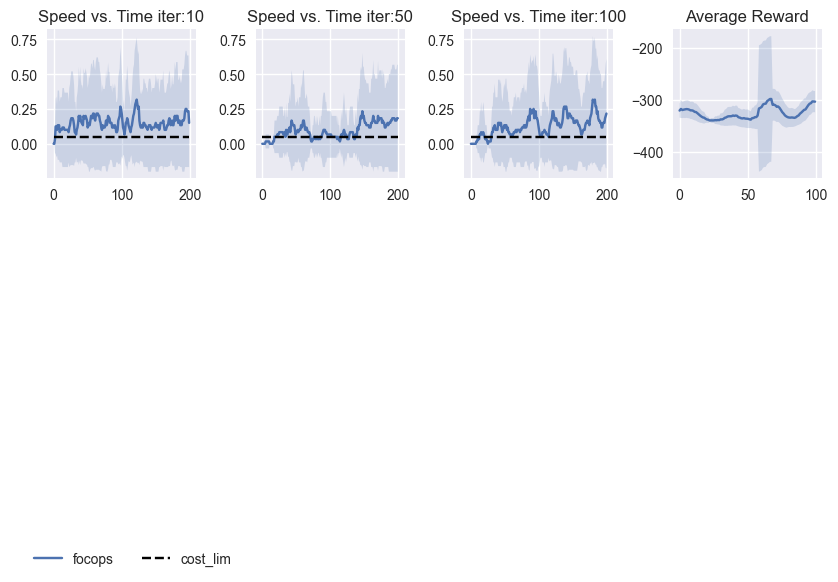 Speed vs. Time iter:10
Speed vs. Time iter:50
Speed vs. Time iter:100
Average Reward
0.75
0.50
0.25
0.00
0 100 200
0.75
0.50
0.25
0.00
0 100 200
0.75
0.50
0.25
0.00
0 100 200
−200
−300
−400
0 50 100
focops
cost_lim